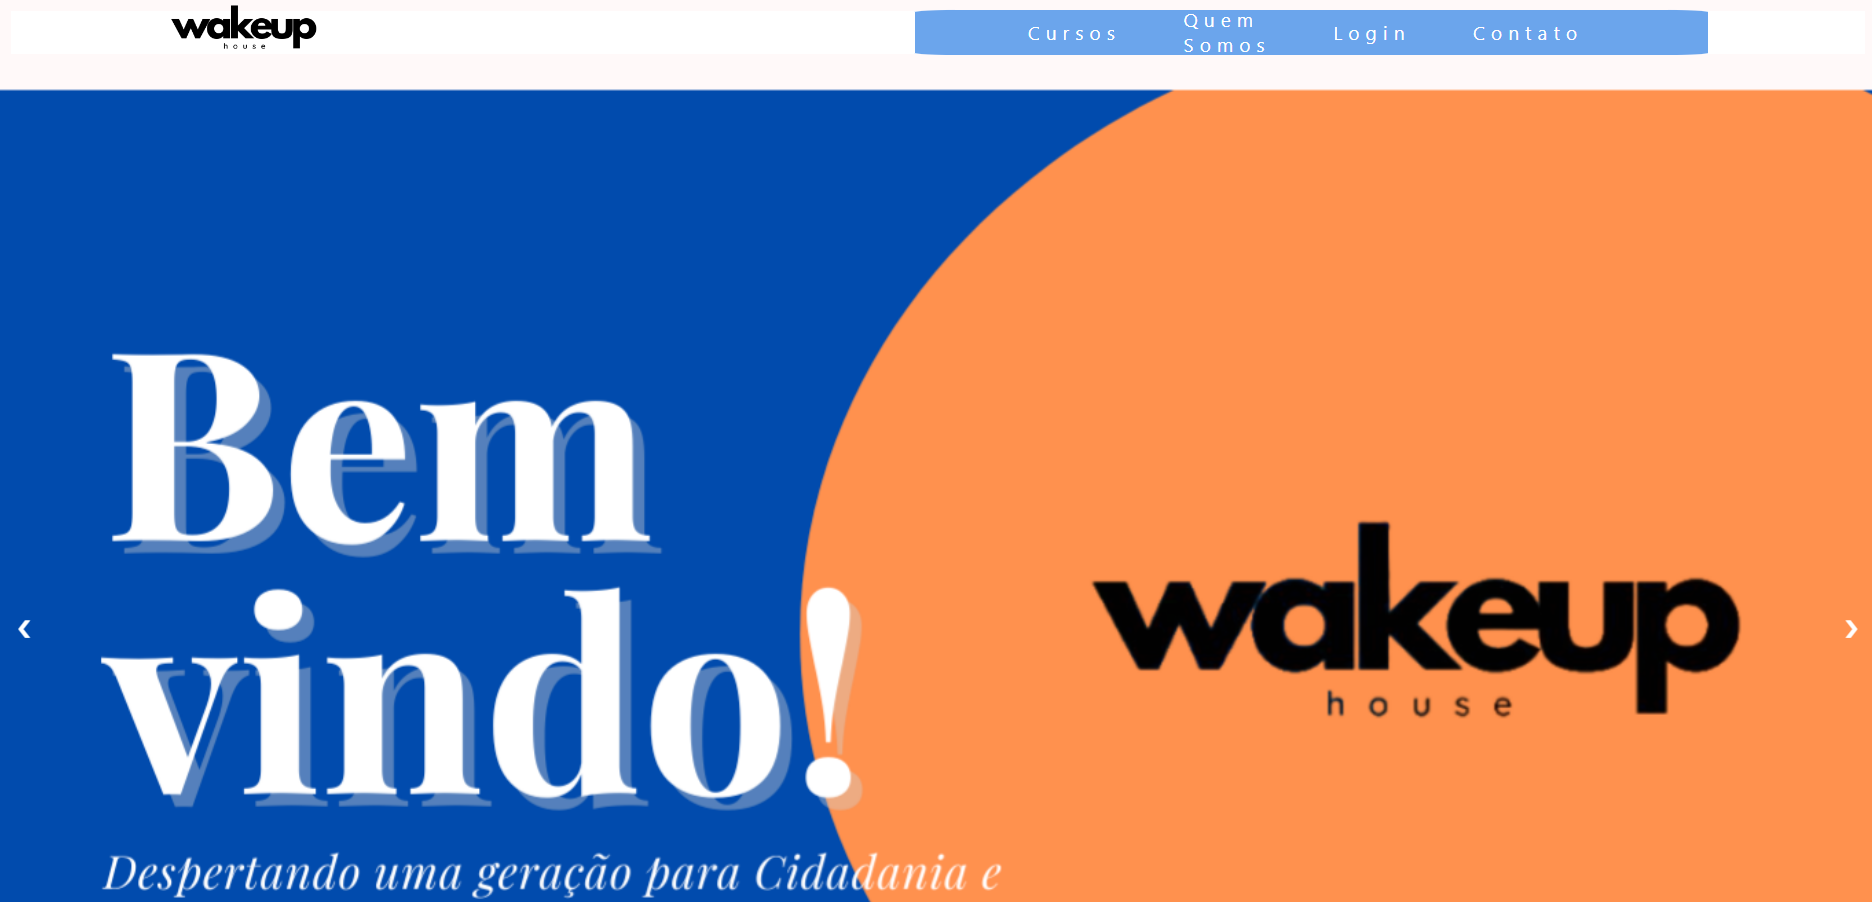 wakeup
house
Cursos
Quem
Somos
Login
Contato
Bem
vindo!
wakeup
house
Despertando uma geração para Cidadania e